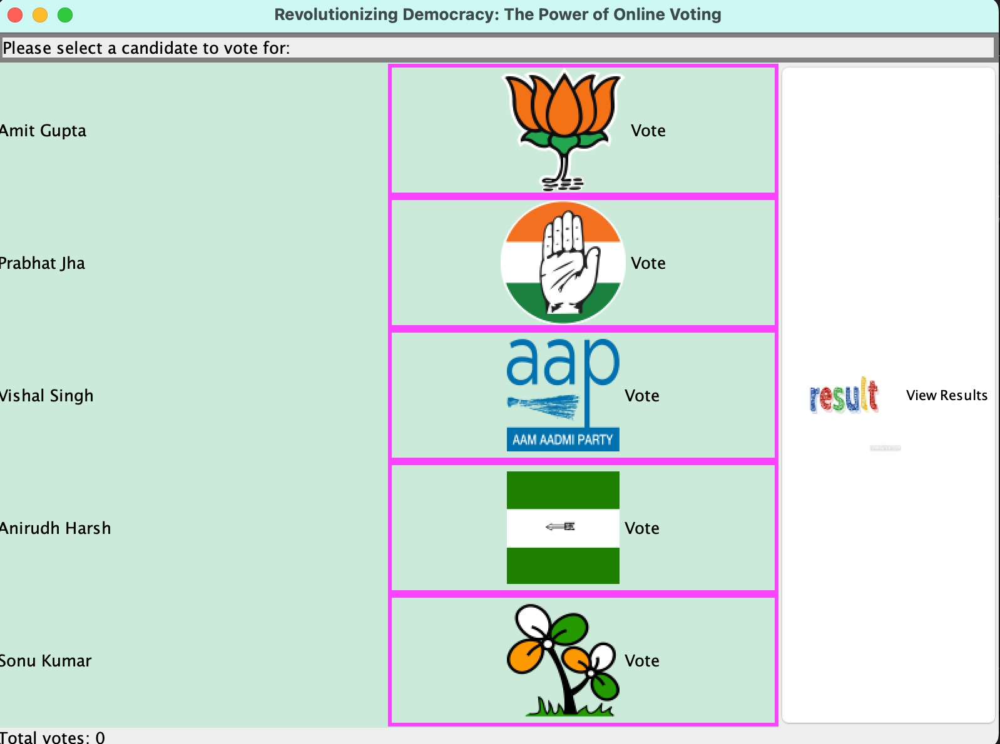 Revolutionizing Democracy: The Power of Online Voting
Please select a candidate to vote for:
Amit Gupta
Vote
Prabhat Jha
Vote
aap
AAM AADMI PARTY
Vishal Singh
Vote
result
View Results
Anirudh Harsh
Vote
Sonu Kumar
Vote
Total votes: 0